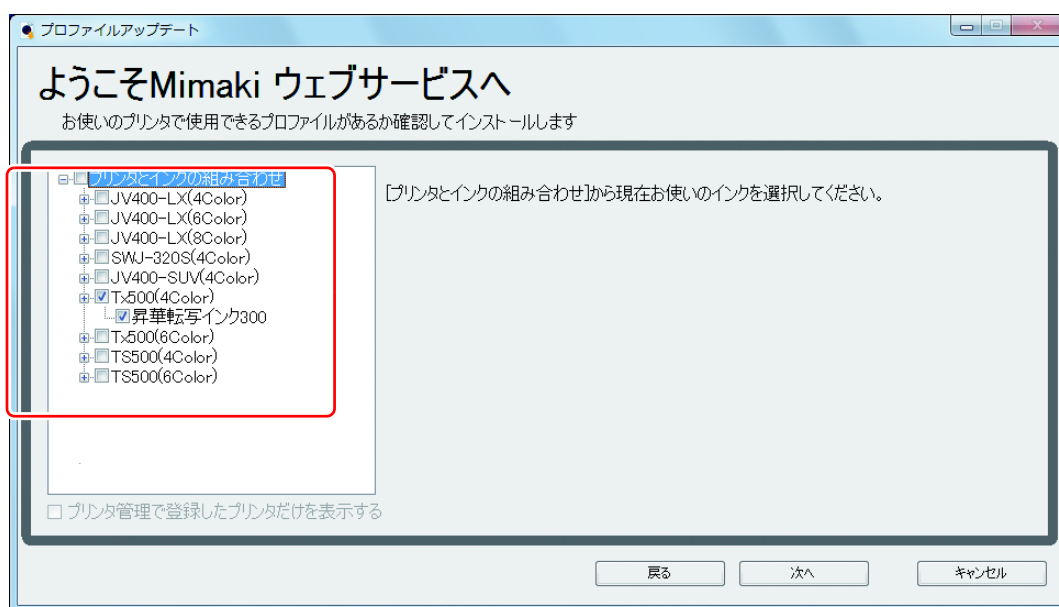 プロファイルアップデート
ようこそMimaki ウェブサービスへ
お使いのプリンタで使用できるプロファイルがあるか確認してインストールします
プリンタとインクの組み合わせ
JV400-LX(4Color)
JV400-LX(6Color)
JV400-LX(8Color)
SWJ-320S(4Color)
JV400-SUV(4Color)
Tx500(4Color)
昇華転写インク300
Tx500(6Color)
TS500(4Color)
TS500(6Color)
[プリンタとインクの組み合わせ]から現在お使いのインクを選択してください。
プリンタ管理で登録したプリンタだけを表示する
戻る
次へ
キャンセル